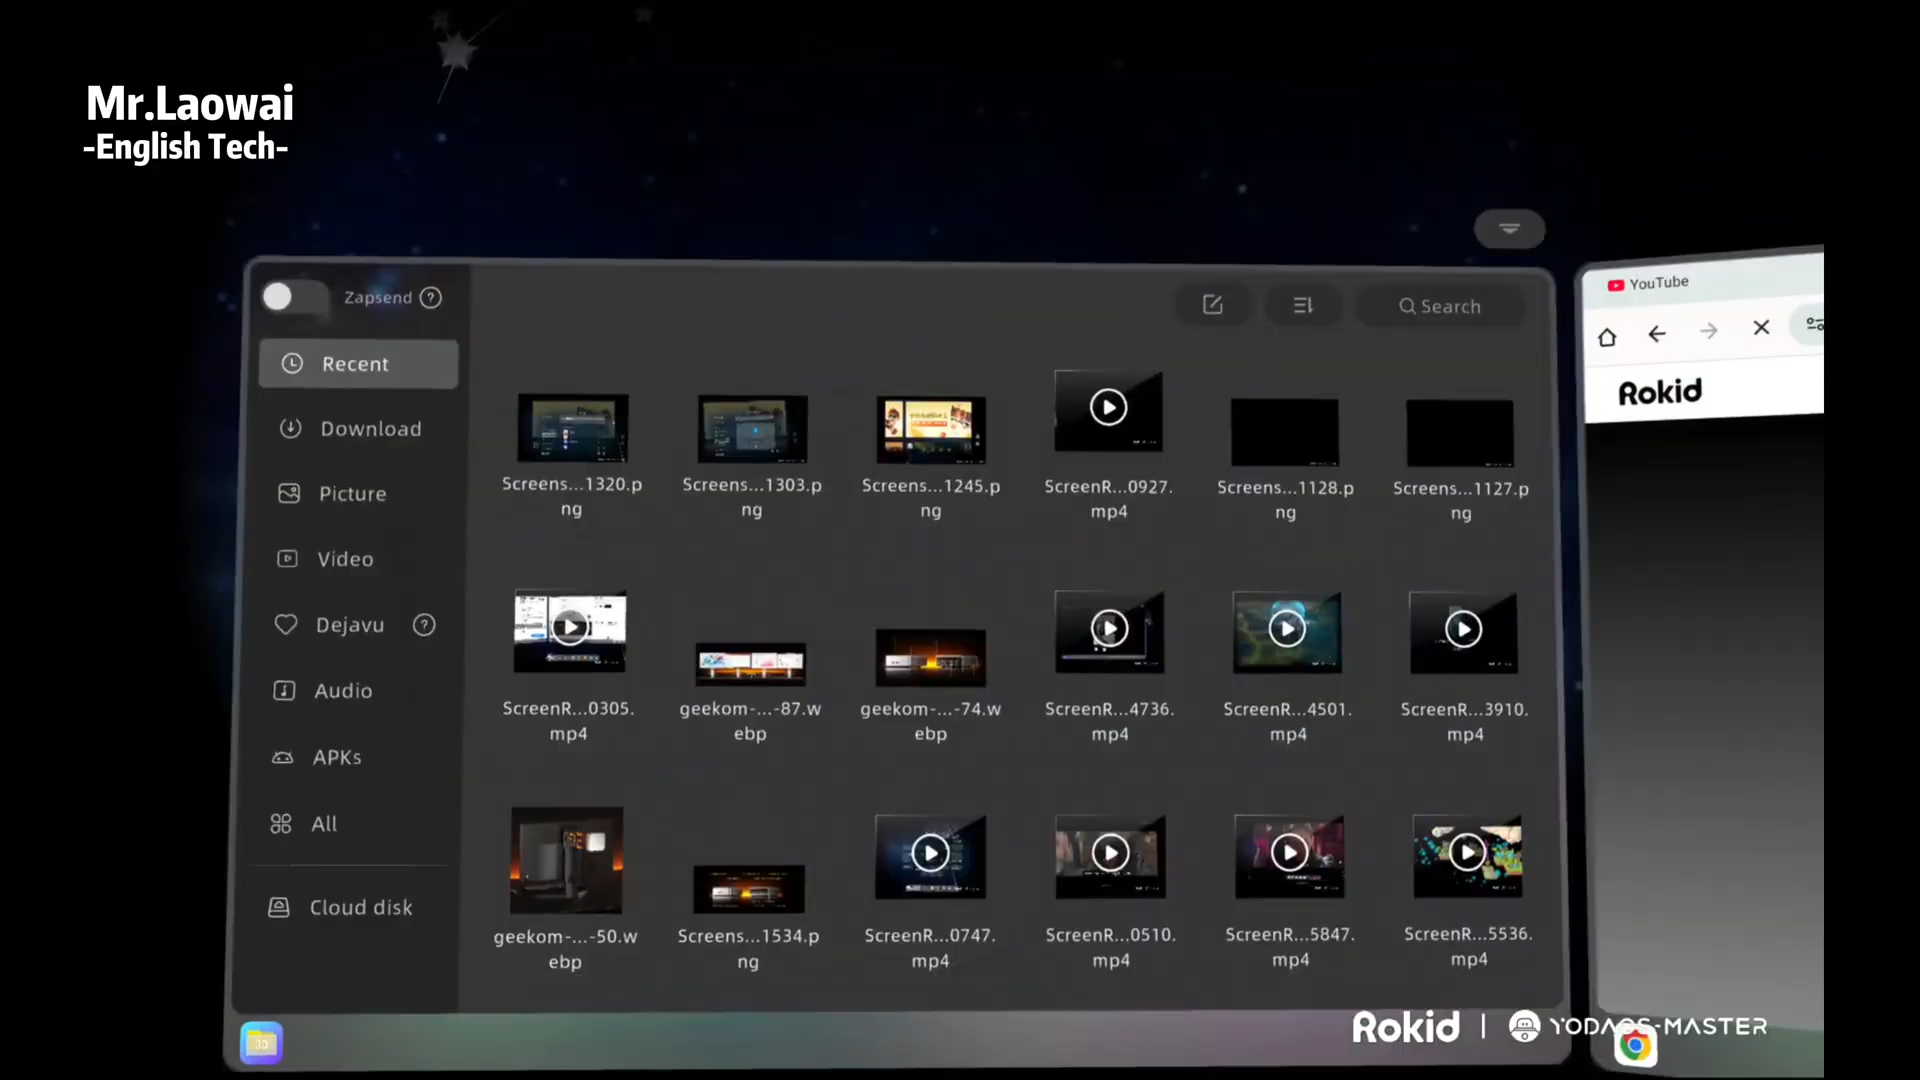 Mr.Laowai
-English Tech-
Zapsend ?
Search
Recent
Download
Picture
Video
Dejavu ?
Audio
APKs
All
Cloud disk
Screens...1320.p
ng
Screens...1303.p
ng
Screens...1245.p
ng
ScreenR...0927.
mp4
Screens...1128.p
ng
Screens...1127.p
ng
ScreenR...0305.
mp4
geekom-...-87.w
ebp
geekom-...-74.w
ebp
ScreenR...4736.
mp4
ScreenR...4501.
mp4
ScreenR...3910.
mp4
geekom-...-50.w
ebp
Screens...1534.p
ng
ScreenR...0747.
mp4
ScreenR...0510.
mp4
ScreenR...5847.
mp4
ScreenR...5536.
mp4
YouTube
Rokid
3D
Rokid | YODAOS-MASTER